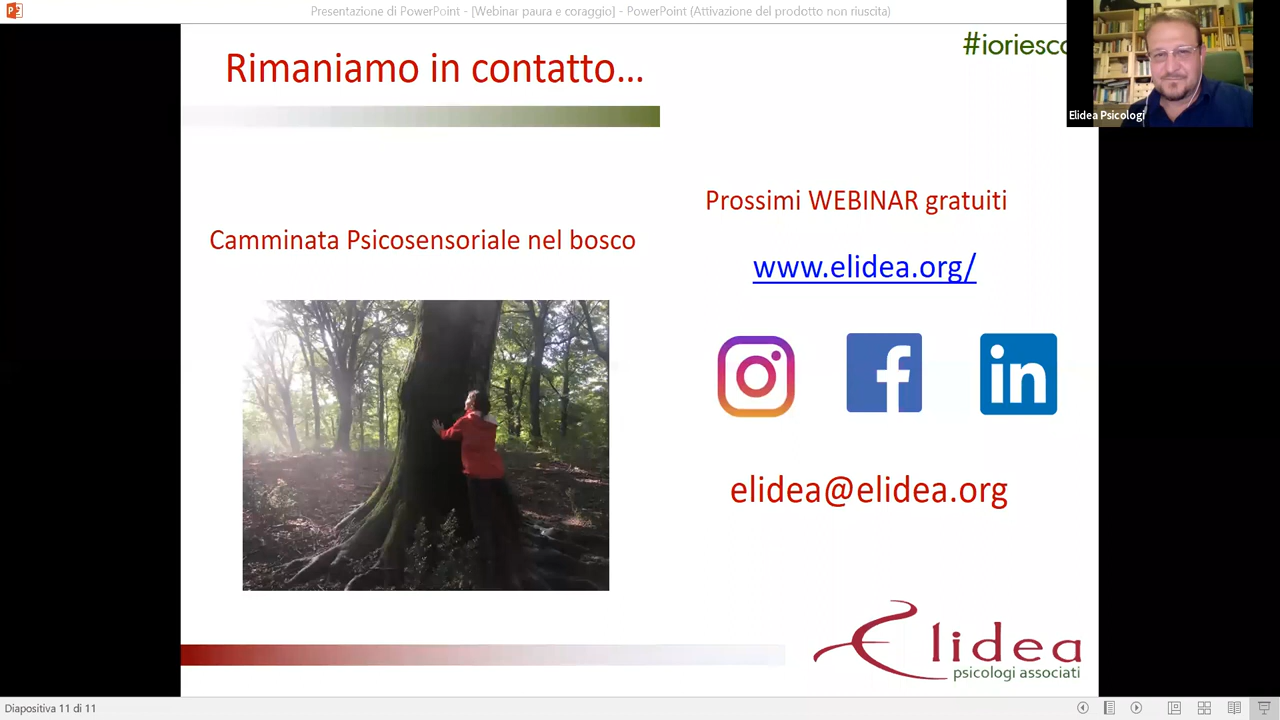 Presentazione di PowerPoint - [Webinar paura e coraggio] - PowerPoint (Attivazione del prodotto non riuscita)
Rimaniamo in contatto...
#ioriesco
Elidea Psicologi
Prossimi WEBINAR gratuiti
Camminata Psicosensoriale nel bosco
www.elidea.org/
in
elidea@elidea.org
Elidea
psicologi associati
Diapositiva 11 di 11